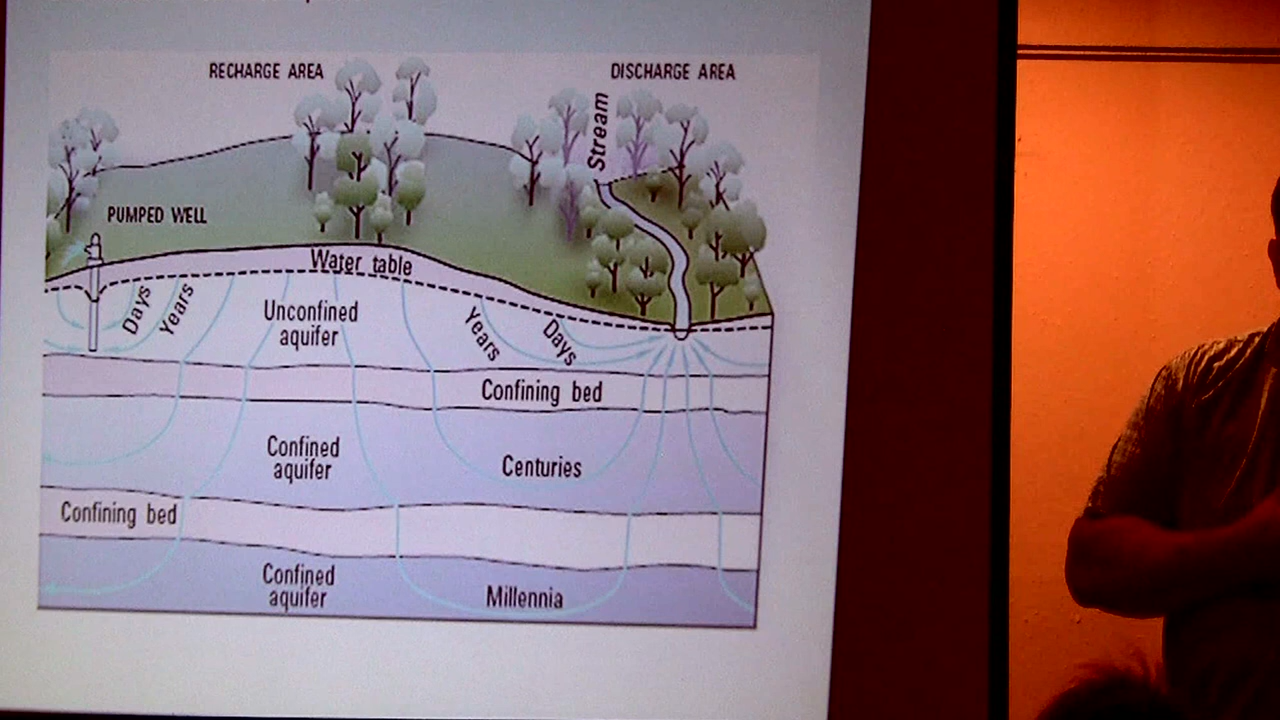 RECHARGE AREA
DISCHARGE AREA
Stream
PUMPED WELL
Water table
Days
Years
Unconfined
aquifer
Years
Days
Confining bed
Confined
aquifer
Centuries
Confining bed
Confined
aquifer
Millennia